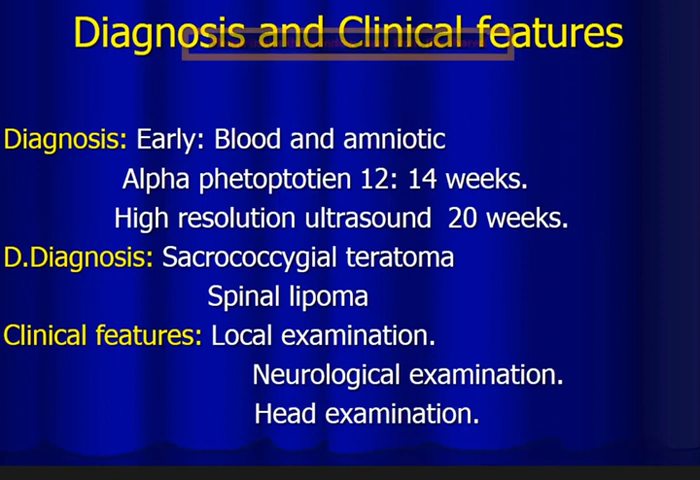 Diagnosis and Clinical features
Diagnosis: Early: Blood and amniotic
Alpha phetoptotien 12: 14 weeks.
High resolution ultrasound 20 weeks.
D.Diagnosis: Sacrococcygial teratoma
Spinal lipoma
Clinical features: Local examination.
Neurological examination.
Head examination.